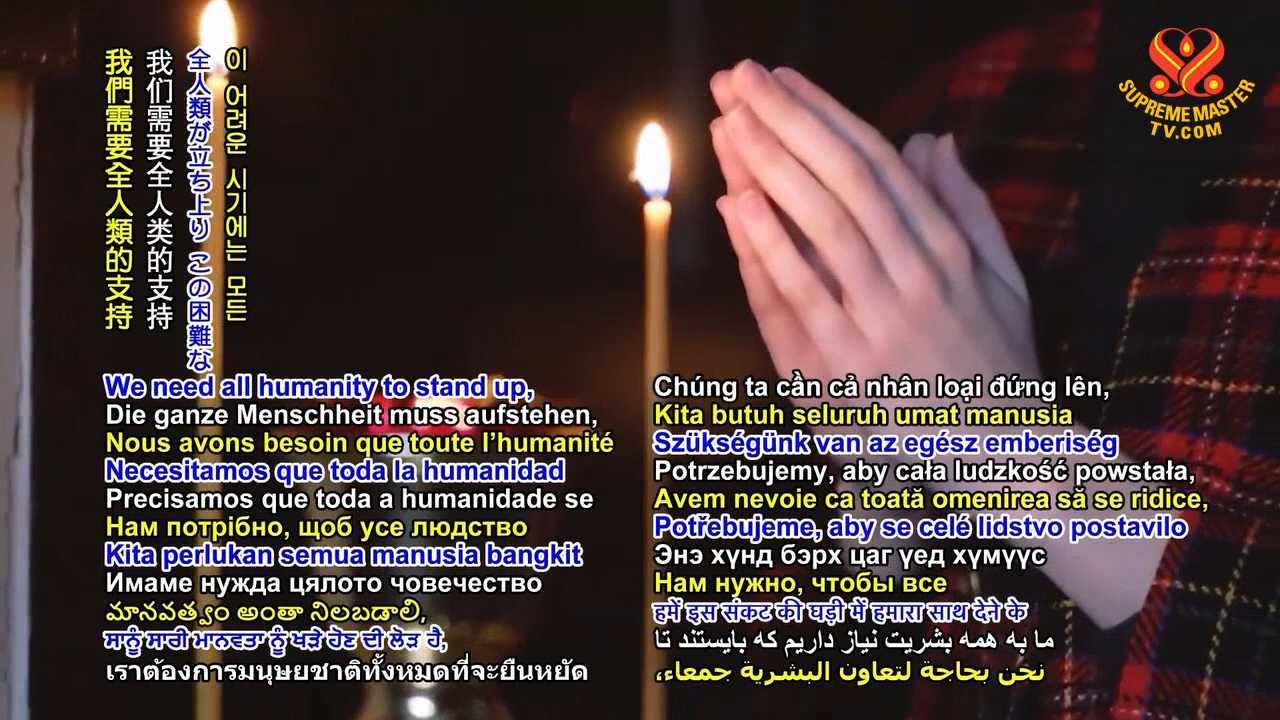 我們需要全人類的支持
我们需要全人类的支持
全人類が立ち上り この困難な
이 어려운 시기에는 모든
We need all humanity to stand up,
Die ganze Menschheit muss aufstehen,
Nous avons besoin que toute l’humanité
Necesitamos que toda la humanidad
Precisamos que toda a humanidade se
Нам потрібно, щоб усе людство
Kita perlukan semua manusia bangkit
Имаме нужда цялото човечество
మానవత్వం అంతా నిలబడాలి,
ਸਾਨੂੰ ਸਾਰੀ ਮਾਨਵਤਾ ਨੂੰ ਖੜੇ ਹੋਣ ਦੀ ਲੋੜ ਹੈ,
เราต้องการมนุษยชาติทั้งหมดที่จะยืนหยัด
Chúng ta cần cả nhân loại đứng lên,
Kita butuh seluruh umat manusia
Szükségünk van az egész emberiség
Potrzebujemy, aby cała ludzkość powstała,
Avem nevoie ca toată omenirea să se ridice,
Potřebujeme, aby se celé lidstvo postavilo
Энэ хүнд бэрх цаг үед хүмүүс
Нам нужно, чтобы все
हमें इस संकट की घड़ी में हमारा साथ देने के
ما به همه بشریت نیاز داریم که بایستند تا
نحن بحاجة لتعاون البشرية جمعاء،
SUPREME MASTER
TV.COM